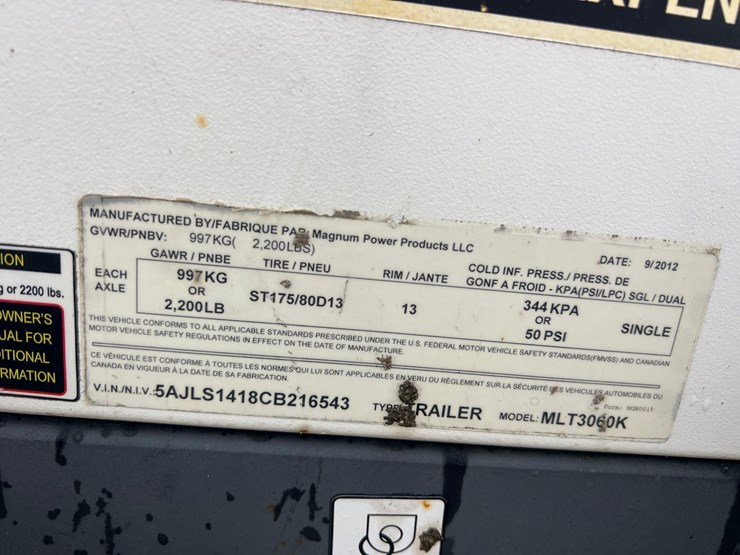 MANUFACTURED BY/FABRIQUE PAR: Magnum Power Products LLC
GVWR/PNBV: 997KG( 2,200LBS) DATE: 9/2012
GAWR / PNBE TIRE / PNEU RIM / JANTE COLD INF. PRESS./ PRESS. DE
GONF A FROID - KPA(PSI/LPC) SGL / DUAL
EACH
AXLE
997KG
OR
2,200LB
ST175/80D13
13
344 KPA
OR
50 PSI
SINGLE
THIS VEHICLE CONFORMS TO ALL APPLICABLE STANDARDS PRESCRIBED UNDER THE U.S. FEDERAL MOTOR VEHICLE SAFETY STANDARDS(FMVSS) AND CANADIAN
MOTOR VEHICLE SAFETY REGULATIONS IN EFFECT ON THE DATE OF MANUFACTURE.
CE VÉHICULE EST CONFORME À TOUTES LES NORMES QUI LUI SONT APPLICABLES EN VERU DU RÈGLEMENT SUR LA SÉCURITÉ DES VEHICULES AUTOMOBILES DU
CANADA EN VIGUEUR À LA DATE DE SA FABRICATION.
V.I.N./N.I.V.: 5AJLS1418CB216543 TYPE: TRAILER MODEL: MLT3060K
ION
g or 2200 lbs.
OWNER'S
UAL FOR
ITIONAL
RMATION